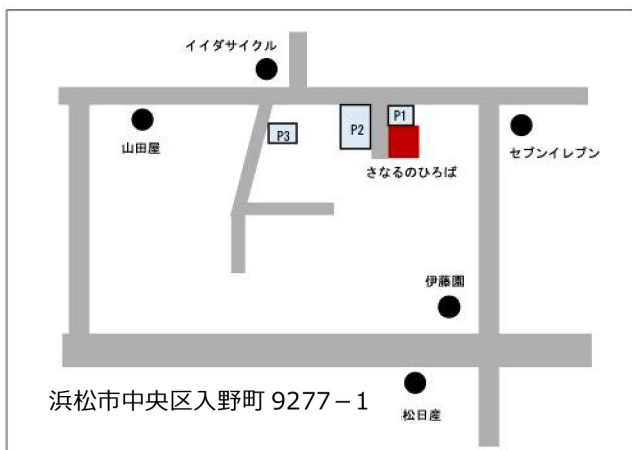 イイダサイクル
P1
P2
P3
山田屋
セブンイレブン
さなるのひろば
伊藤園
浜松市中央区入野町 9277－1
松日産